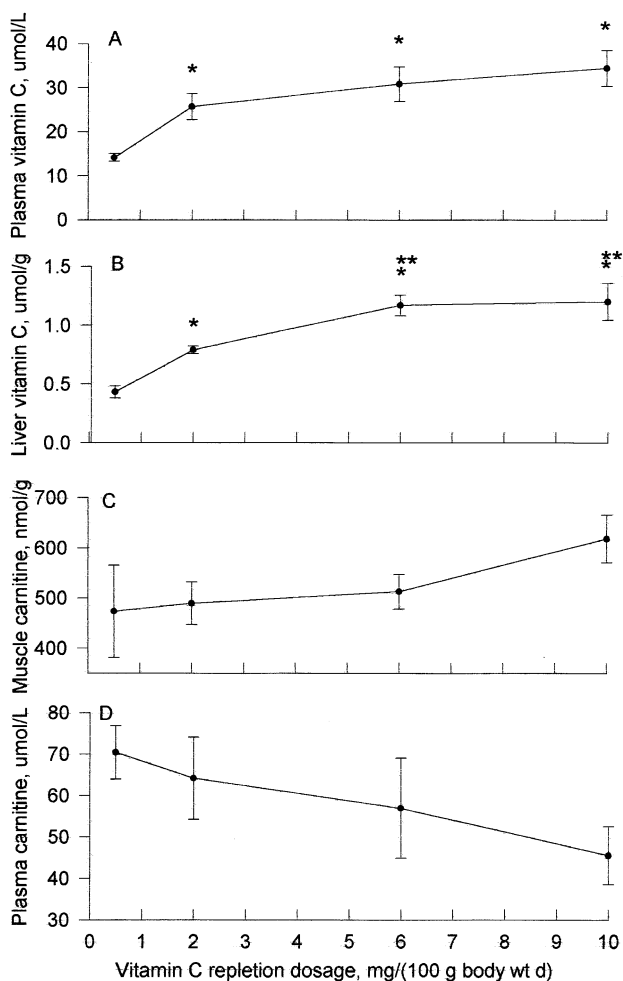 A
Plasma vitamin C, umol/L
40
30
20
10
0
*
*
*
B
Liver vitamin C, umol/g
1.5
1.0
0.5
0.0
*
**
*
**
*
C
Muscle carnitine, nmol/g
700
600
500
400
D
Plasma carnitine, umol/L
80
70
60
50
40
30
0 1 2 3 4 5 6 7 8 9 10
Vitamin C repletion dosage, mg/(100 g body wt d)